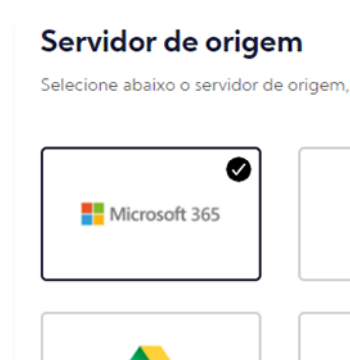 Servidor de origem
Selecione abaixo o servidor de origem,
Microsoft 365